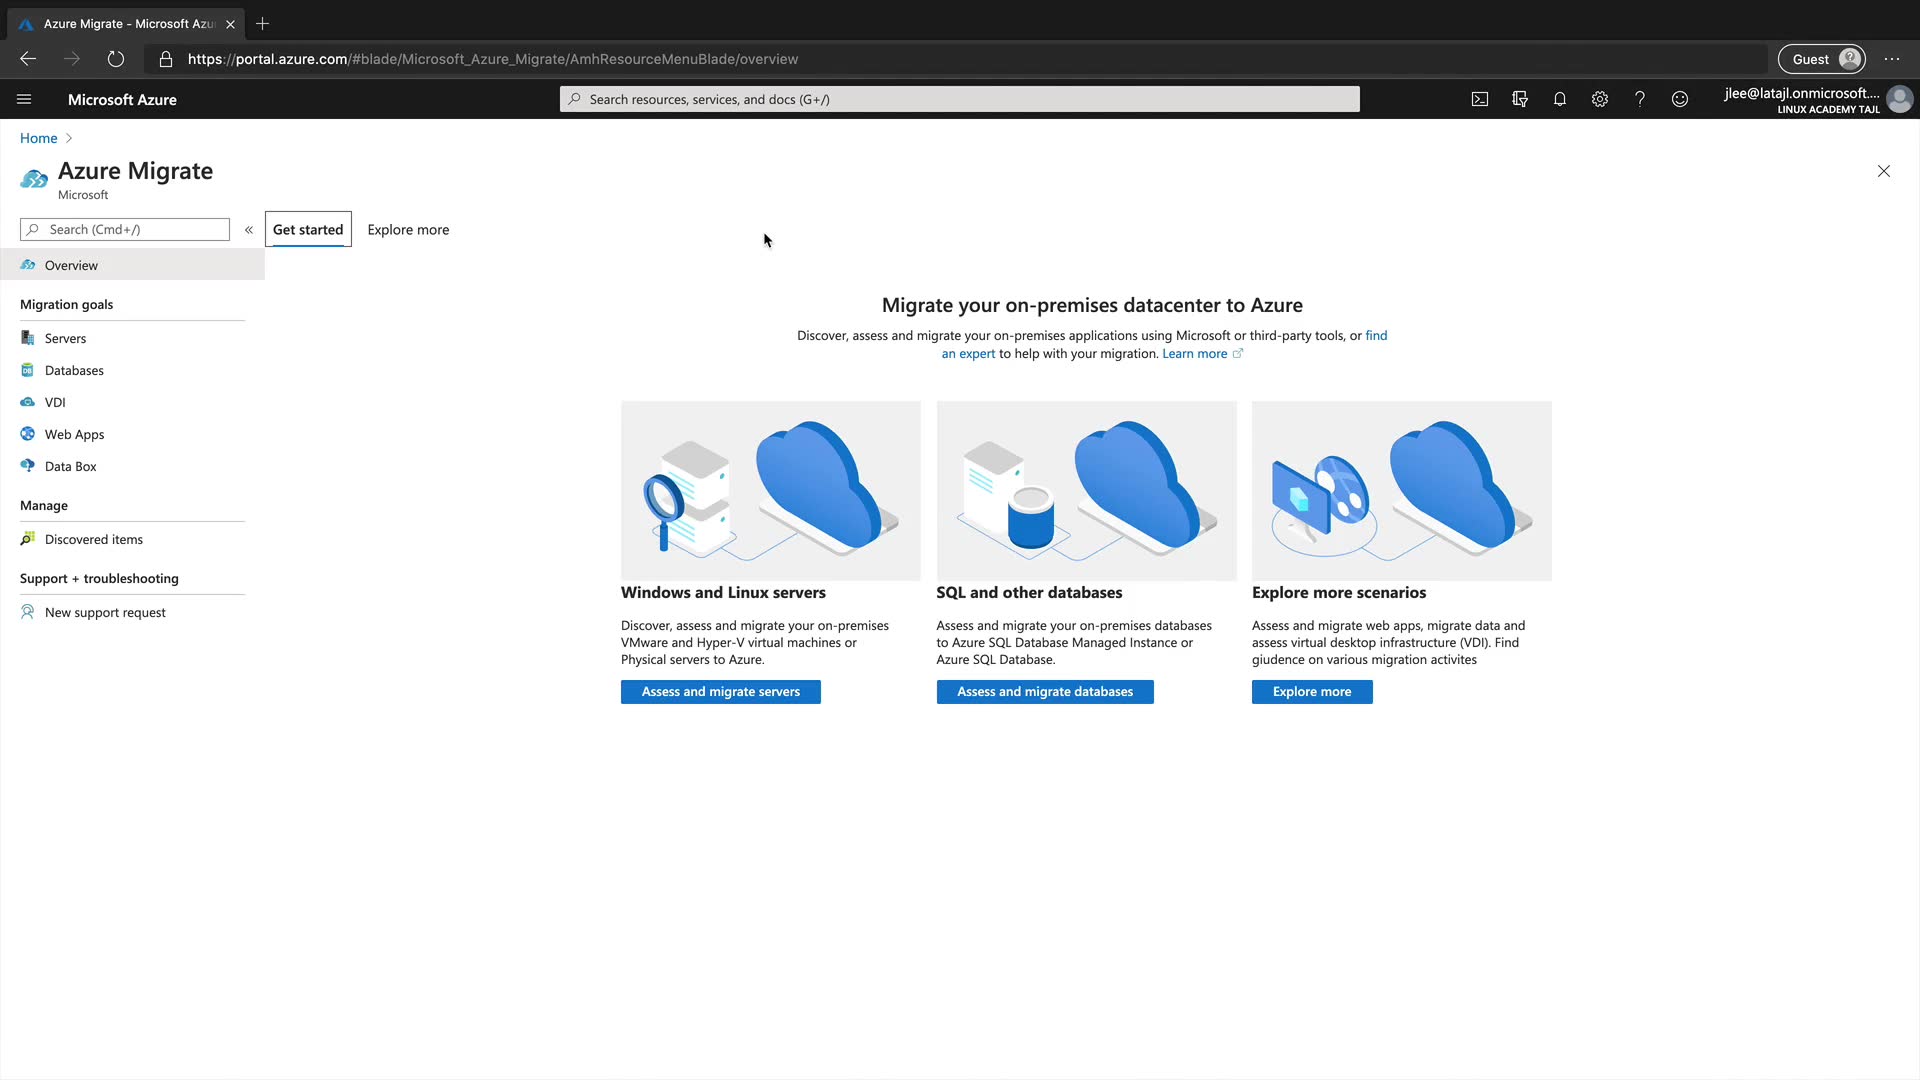 Azure Migrate - Microsoft Azu
https://portal.azure.com/#blade/Microsoft_Azure_Migrate/AmhResourceMenuBlade/overview
Guest
Microsoft Azure
Search resources, services, and docs (G+/)
jlee@latajl.onmicrosoft....
LINUX ACADEMY TAJL
Home
Azure Migrate
Microsoft
Search (Cmd+/)
Get started
Explore more
Overview
Migration goals
Servers
Databases
VDI
Web Apps
Data Box
Manage
Discovered items
Support + troubleshooting
New support request
Migrate your on-premises datacenter to Azure
Discover, assess and migrate your on-premises applications using Microsoft or third-party tools, or find
an expert to help with your migration. Learn more
Windows and Linux servers
Discover, assess and migrate your on-premises
VMware and Hyper-V virtual machines or
Physical servers to Azure.
Assess and migrate servers
SQL and other databases
Assess and migrate your on-premises databases
to Azure SQL Database Managed Instance or
Azure SQL Database.
Assess and migrate databases
Explore more scenarios
Assess and migrate web apps, migrate data and
assess virtual desktop infrastructure (VDI). Find
giudence on various migration activites
Explore more